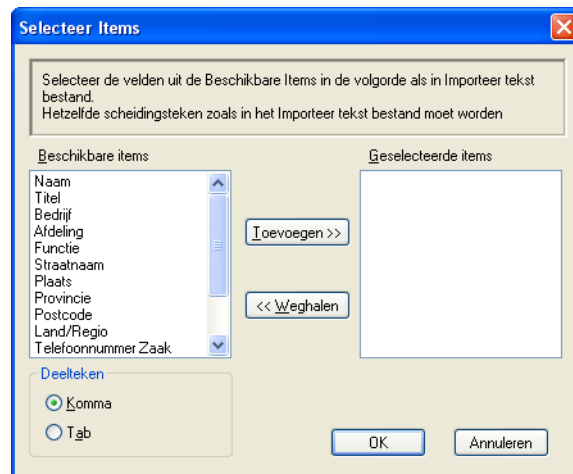 Selecteer Items
Selecteer de velden uit de Beschikbare Items in de volgorde als in Importeer tekst
bestand.
Hetzelfde scheidingsteken zoals in het Importeer tekst bestand moet worden
Beschikbare items
Geselecteerde items
Naam
Titel
Bedrijf
Afdeling
Functie
Straatnaam
Plaats
Provincie
Postcode
Land/Regio
Telefoonnummer Zaak
Toevoegen >>
<< Weghalen
Deelteken
Komma
Tab
OK
Annuleren